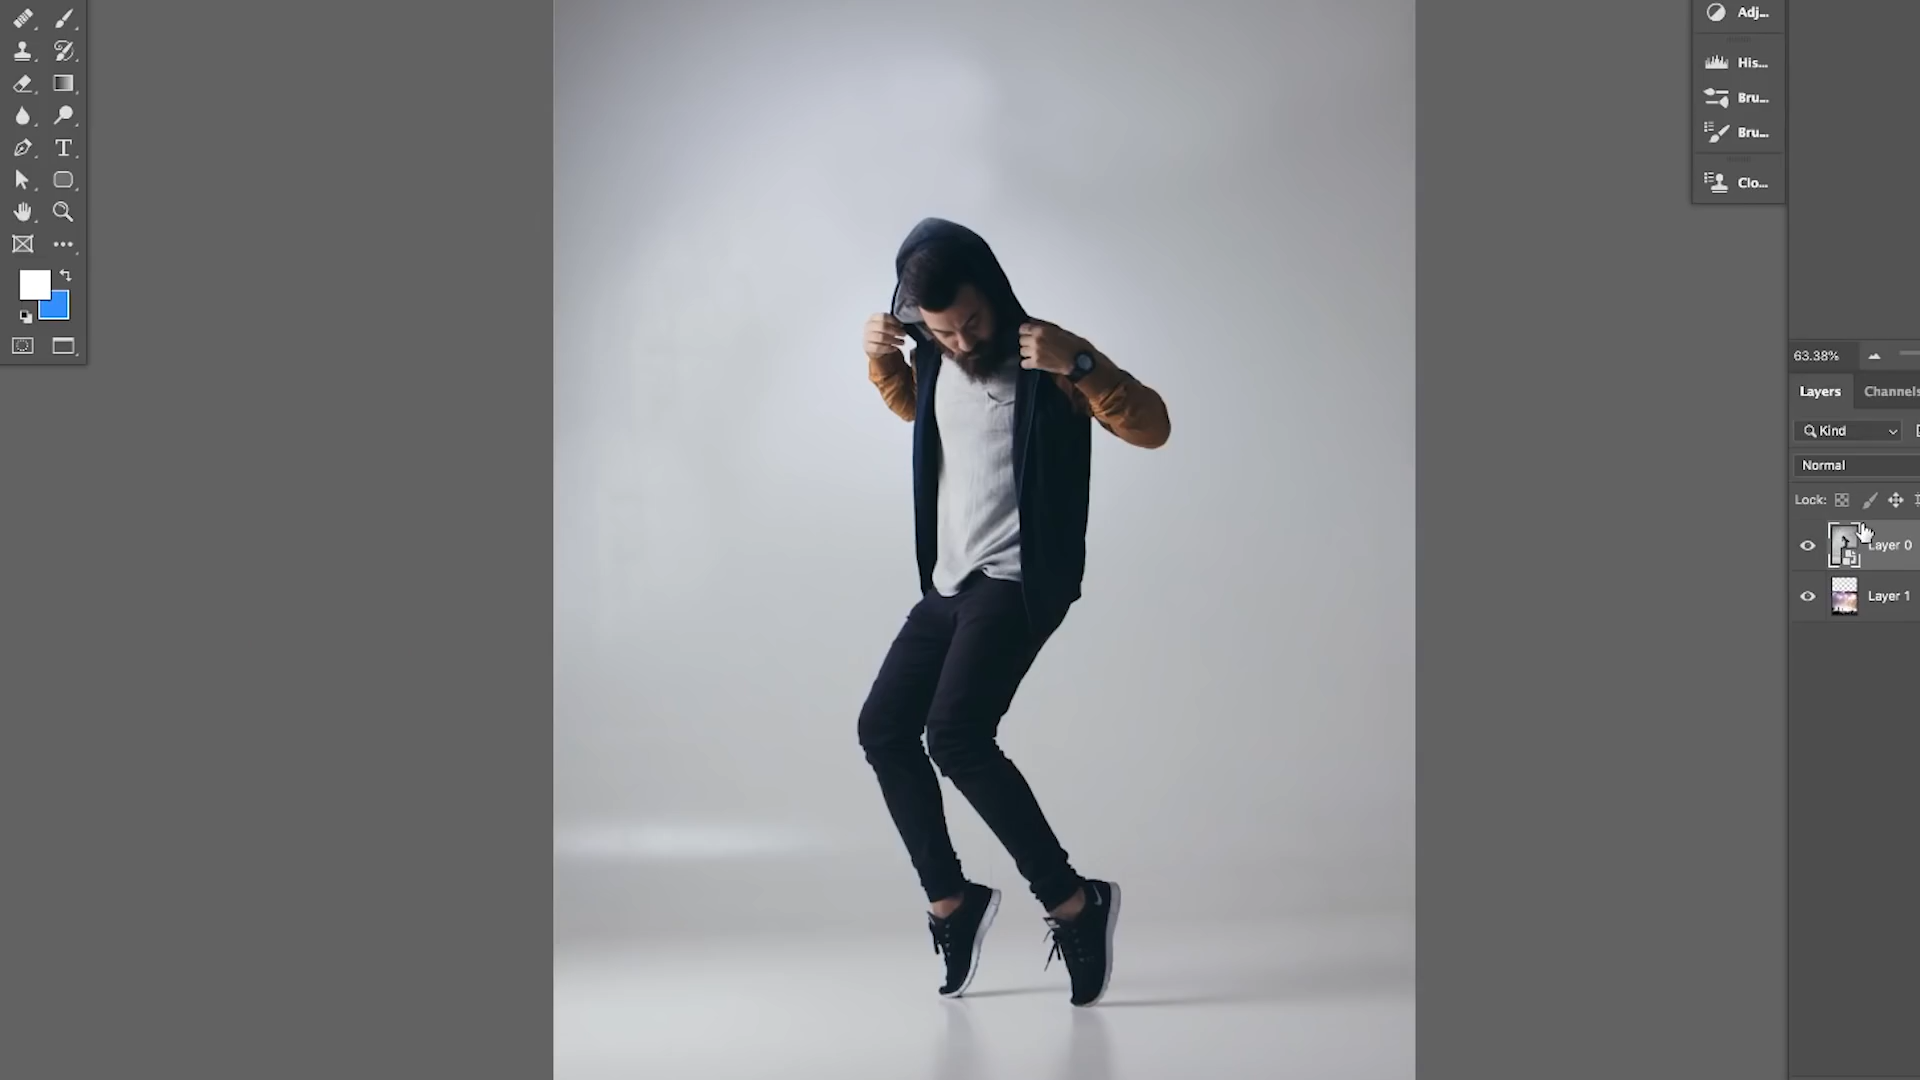 Adj...
His...
Bru...
Bru...
Clo...
63.38%
Layers
Channels
Kind
Normal
Lock:
Layer 0
Layer 1